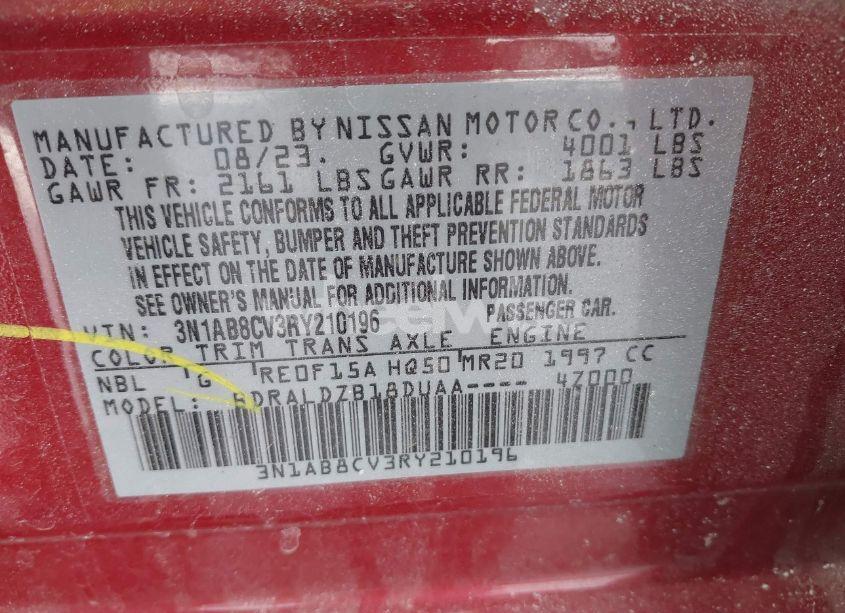 MANUFACTURED BY NISSAN MOTOR CO., LTD.
DATE: 08/23. GVWR: 4001 LBS
GAWR FR: 2161 LBS GAWR RR: 1863 LBS
THIS VEHICLE CONFORMS TO ALL APPLICABLE FEDERAL MOTOR
VEHICLE SAFETY, BUMPER AND THEFT PREVENTION STANDARDS
IN EFFECT ON THE DATE OF MANUFACTURE SHOWN ABOVE.
SEE OWNER'S MANUAL FOR ADDITIONAL INFORMATION.
VIN: 3N1AB8CV3RY210196 PASSENGER CAR.
COLOR TRIM TRANS AXLE ENGINE
NBL G RE0F15A HQ50 MR20 1997 CC
MODEL: BDRALDZB18DUAA---- 47000
3N1AB8CV3RY210196